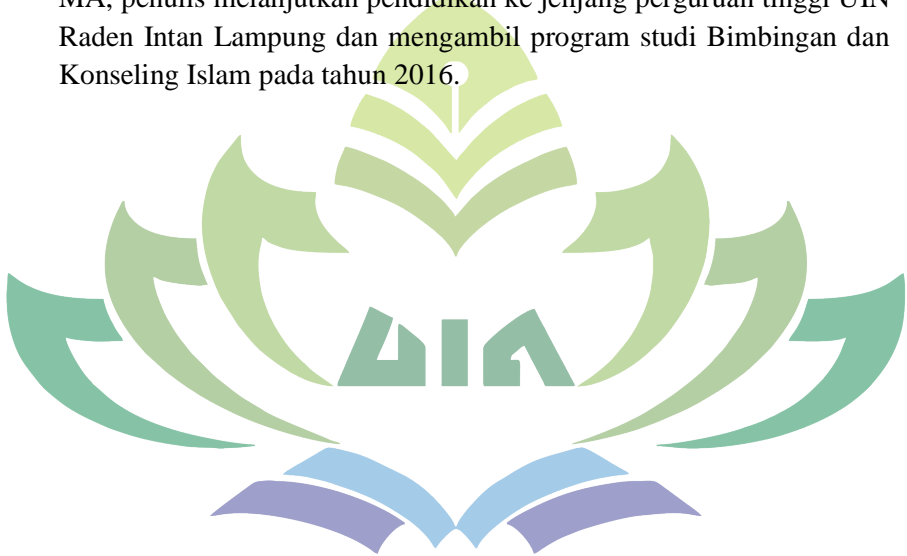 MA, penulis melanjutkan pendidikan ke jenjang perguruan tinggi UIN
Raden Intan Lampung dan mengambil program studi Bimbingan dan
Konseling Islam pada tahun 2016.
UIN